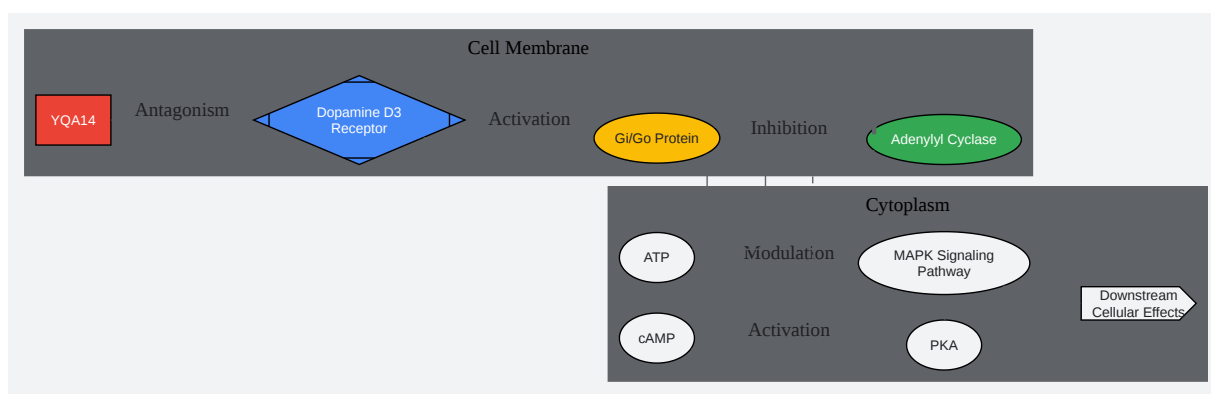 Cell Membrane
YQA14
Antagonism
Dopamine D3
Receptor
Activation
Gi/Go Protein
Inhibition
Adenylyl Cyclase
Cytoplasm
ATP
Modulation
MAPK Signaling
Pathway
Downstream
Cellular Effects
cAMP
Activation
PKA